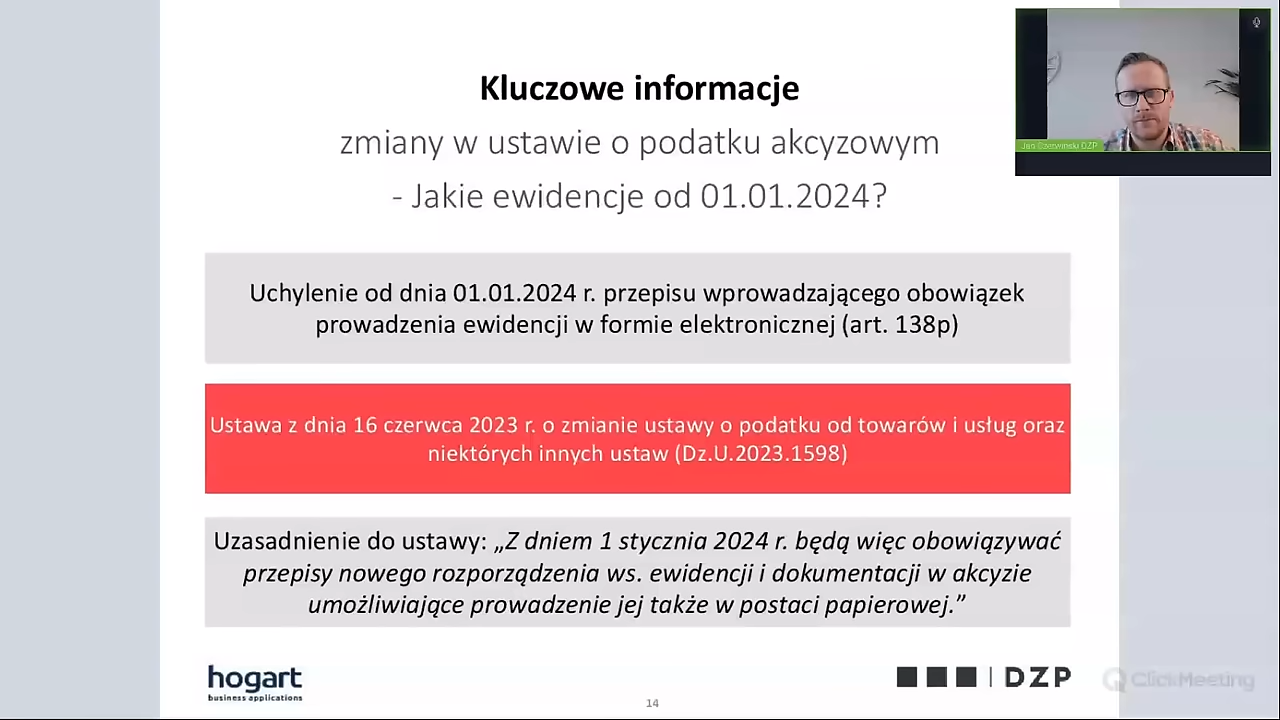 Kluczowe informacje
zmiany w ustawie o podatku akcyzowym
- Jakie ewidencje od 01.01.2024?
Jan Czerwinski DZP
Uchylenie od dnia 01.01.2024 r. przepisu wprowadzającego obowiązek
prowadzenia ewidencji w formie elektronicznej (art. 138p)
Ustawa z dnia 16 czerwca 2023 r. o zmianie ustawy o podatku od towarów i usług oraz
niektórych innych ustaw (Dz.U.2023.1598)
Uzasadnienie do ustawy: „Z dniem 1 stycznia 2024 r. będą więc obowiązywać
przepisy nowego rozporządzenia ws. ewidencji i dokumentacji w akcyzie
umożliwiające prowadzenie jej także w postaci papierowej.”
hogart
business applications
14
DZP
ClickMeeting